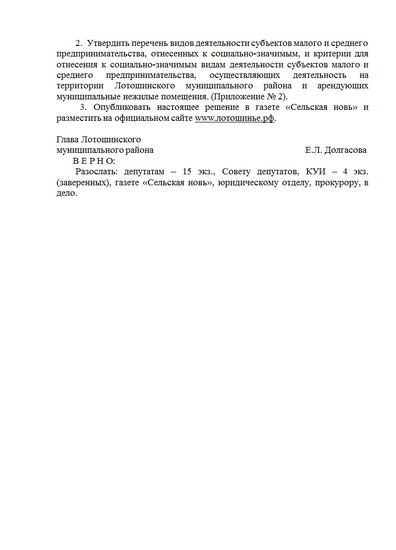 2. Утвердить перечень видов деятельности субъектов малого и среднего
предпринимательства, отнесенных к социально-значимым, и критерии для
отнесения к социально-значимым видам деятельности субъектов малого и
среднего предпринимательства, осуществляющих деятельность на
территории Лотошинского муниципального района и арендующих
муниципальные нежилые помещения. (Приложение № 2).
3. Опубликовать настоящее решение в газете «Сельская новь» и
разместить на официальном сайте www.лотошинье.рф.
Глава Лотошинского
муниципального района Е.Л. Долгасова
В Е Р Н О:
Разослать: депутатам – 15 экз., Совету депутатов, КУИ – 4 экз.
(заверенных), газете «Сельская новь», юридическому отделу, прокурору, в
дело.